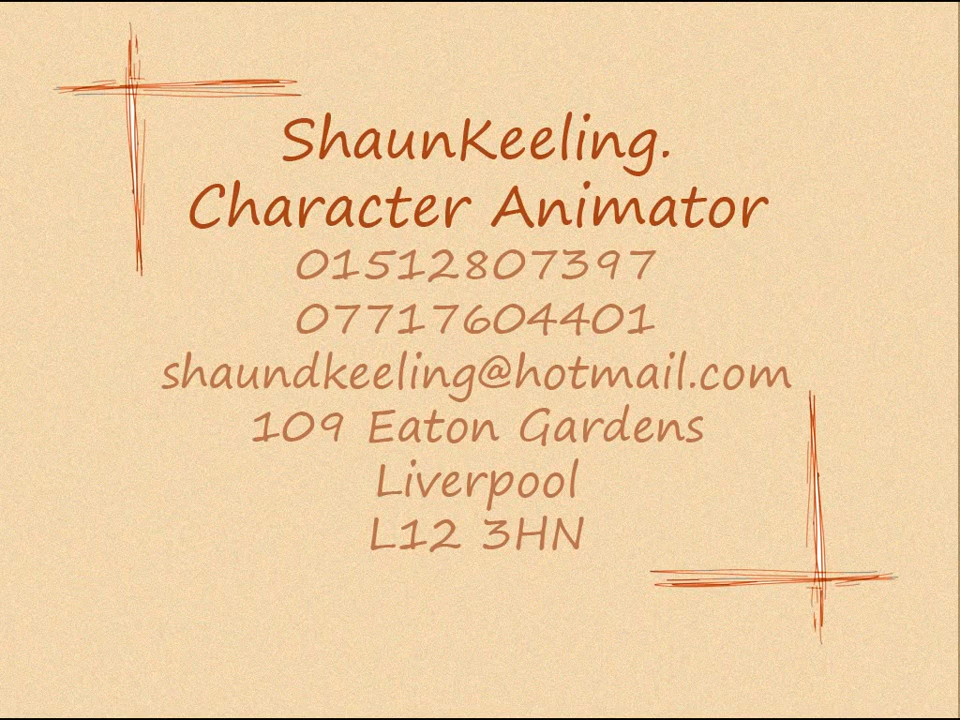 ShaunKeeling.
Character Animator
01512807397
07717604401
shaundkeeling@hotmail.com
109 Eaton Gardens
Liverpool
L12 3HN